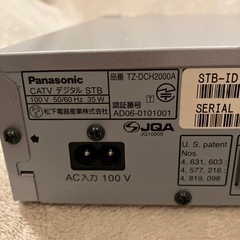 Panasonic
CATV デジタル STB
100 V 50/60 Hz 35 W
松下電器産業株式会社
品番 TZ-DCH2000A
認証番号
AD06-0101001
JQA
JQ1000S
AC入力 100 V
STB-ID
SERIAL
U.S. patent
Nos.
4, 631, 603 ;
4, 577, 216 ;
4, 819, 098